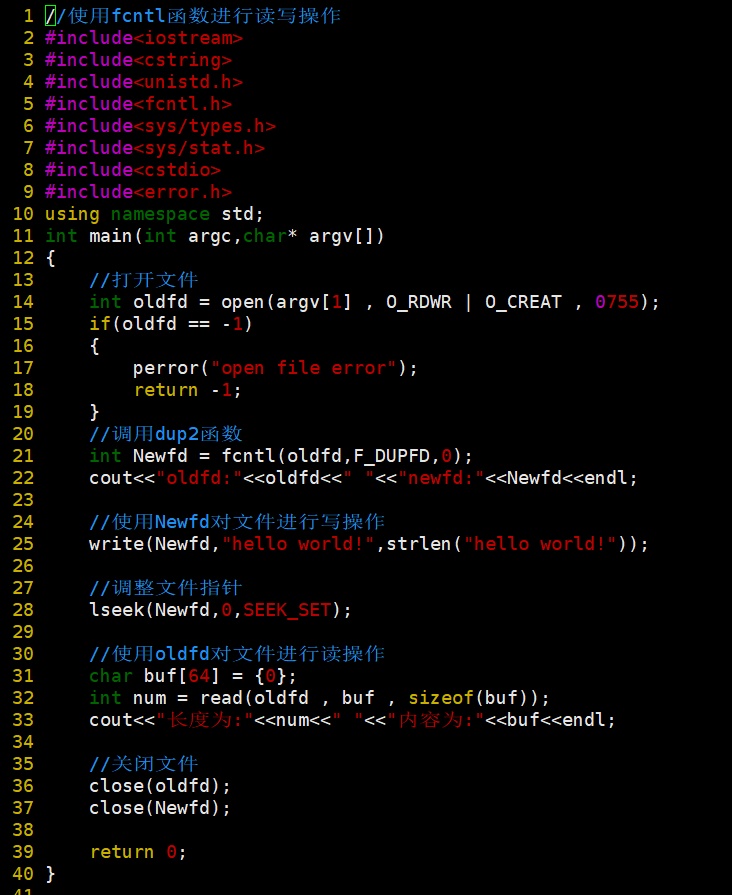 1 //使用fcntl函数进行读写操作
2 #include<iostream>
3 #include<cstring>
4 #include<unistd.h>
5 #include<fcntl.h>
6 #include<sys/types.h>
7 #include<sys/stat.h>
8 #include<cstdio>
9 #include<error.h>
10 using namespace std;
11 int main(int argc,char* argv[])
12 {
13     //打开文件
14     int oldfd = open(argv[1] , O_RDWR | O_CREAT , 0755);
15     if(oldfd == -1)
16     {
17         perror("open file error");
18         return -1;
19     }
20     //调用dup2函数
21     int Newfd = fcntl(oldfd,F_DUPFD,0);
22     cout<<"oldfd:"<<oldfd<<" "<<"newfd:"<<Newfd<<endl;
23
24     //使用Newfd对文件进行写操作
25     write(Newfd,"hello world!",strlen("hello world!"));
26
27     //调整文件指针
28     lseek(Newfd,0,SEEK_SET);
29
30     //使用oldfd对文件进行读操作
31     char buf[64] = {0};
32     int num = read(oldfd , buf , sizeof(buf));
33     cout<<"长度为:"<<num<<" "<<"内容为:"<<buf<<endl;
34
35     //关闭文件
36     close(oldfd);
37     close(Newfd);
38
39     return 0;
40 }
41